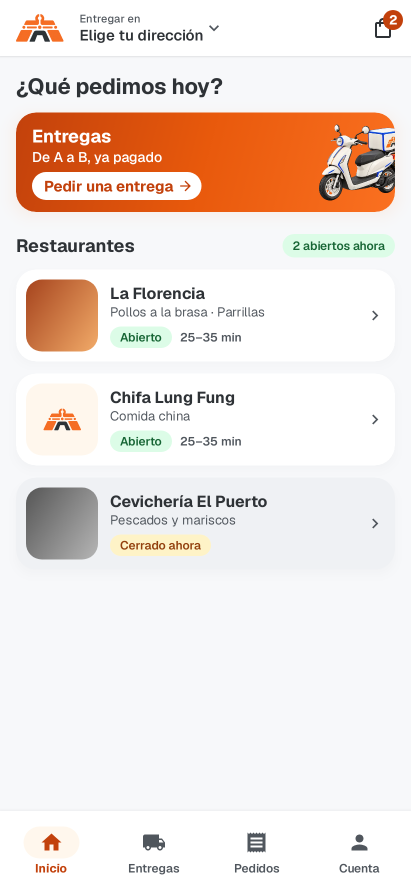 Entregar en
Elige tu dirección
2
¿Qué pedimos hoy?
Entregas
De A a B, ya pagado
Pedir una entrega →
Restaurantes
2 abiertos ahora
La Florencia
Pollos a la brasa · Parrillas
Abierto 25–35 min
Chifa Lung Fung
Comida china
Abierto 25–35 min
Cevichería El Puerto
Pescados y mariscos
Cerrado ahora
Inicio
Entregas
Pedidos
Cuenta